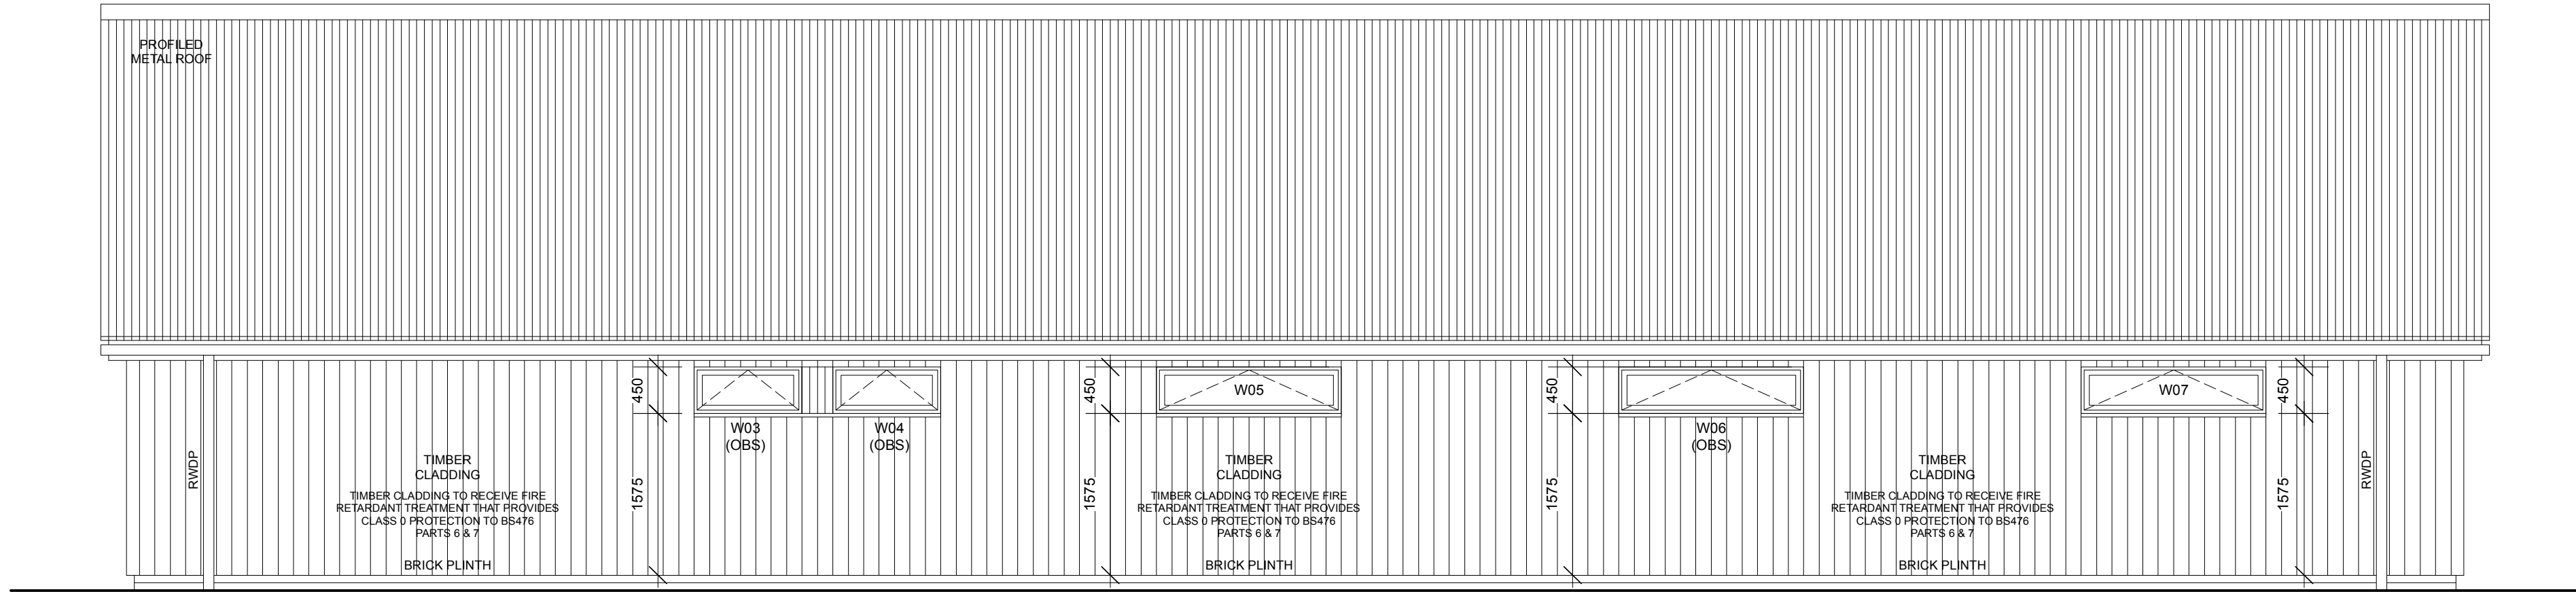 PROFILED
METAL ROOF
450
450
450
450
W05
W07
W03
(OBS)
W04
(OBS)
W06
(OBS)
RWDP
TIMBER
CLADDING
TIMBER CLADDING TO RECEIVE FIRE
RETARDANT TREATMENT THAT PROVIDES
CLASS 0 PROTECTION TO BS476
PARTS 6 & 7
BRICK PLINTH
1575
1575
TIMBER
CLADDING
TIMBER CLADDING TO RECEIVE FIRE
RETARDANT TREATMENT THAT PROVIDES
CLASS 0 PROTECTION TO BS476
PARTS 6 & 7
BRICK PLINTH
1575
TIMBER
CLADDING
TIMBER CLADDING TO RECEIVE FIRE
RETARDANT TREATMENT THAT PROVIDES
CLASS 0 PROTECTION TO BS476
PARTS 6 & 7
BRICK PLINTH
1575
RWDP